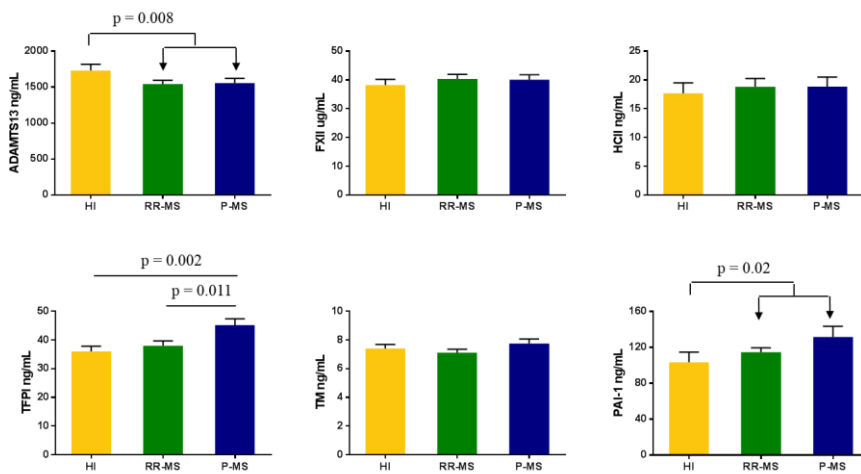 p = 0.008
ADAMTS13 ng/mL
2000
1500
1000
500
0
HI RR-MS P-MS
FXII ug/mL
50
40
30
20
10
0
HI RR-MS P-MS
HCII ng/mL
25
20
15
10
5
0
HI RR-MS P-MS
p = 0.002
p = 0.011
TFPI ng/mL
50
40
30
20
10
0
HI RR-MS P-MS
TM ng/mL
8
6
4
2
0
HI RR-MS P-MS
p = 0.02
PAI-1 ng/mL
160
120
80
40
0
HI RR-MS P-MS